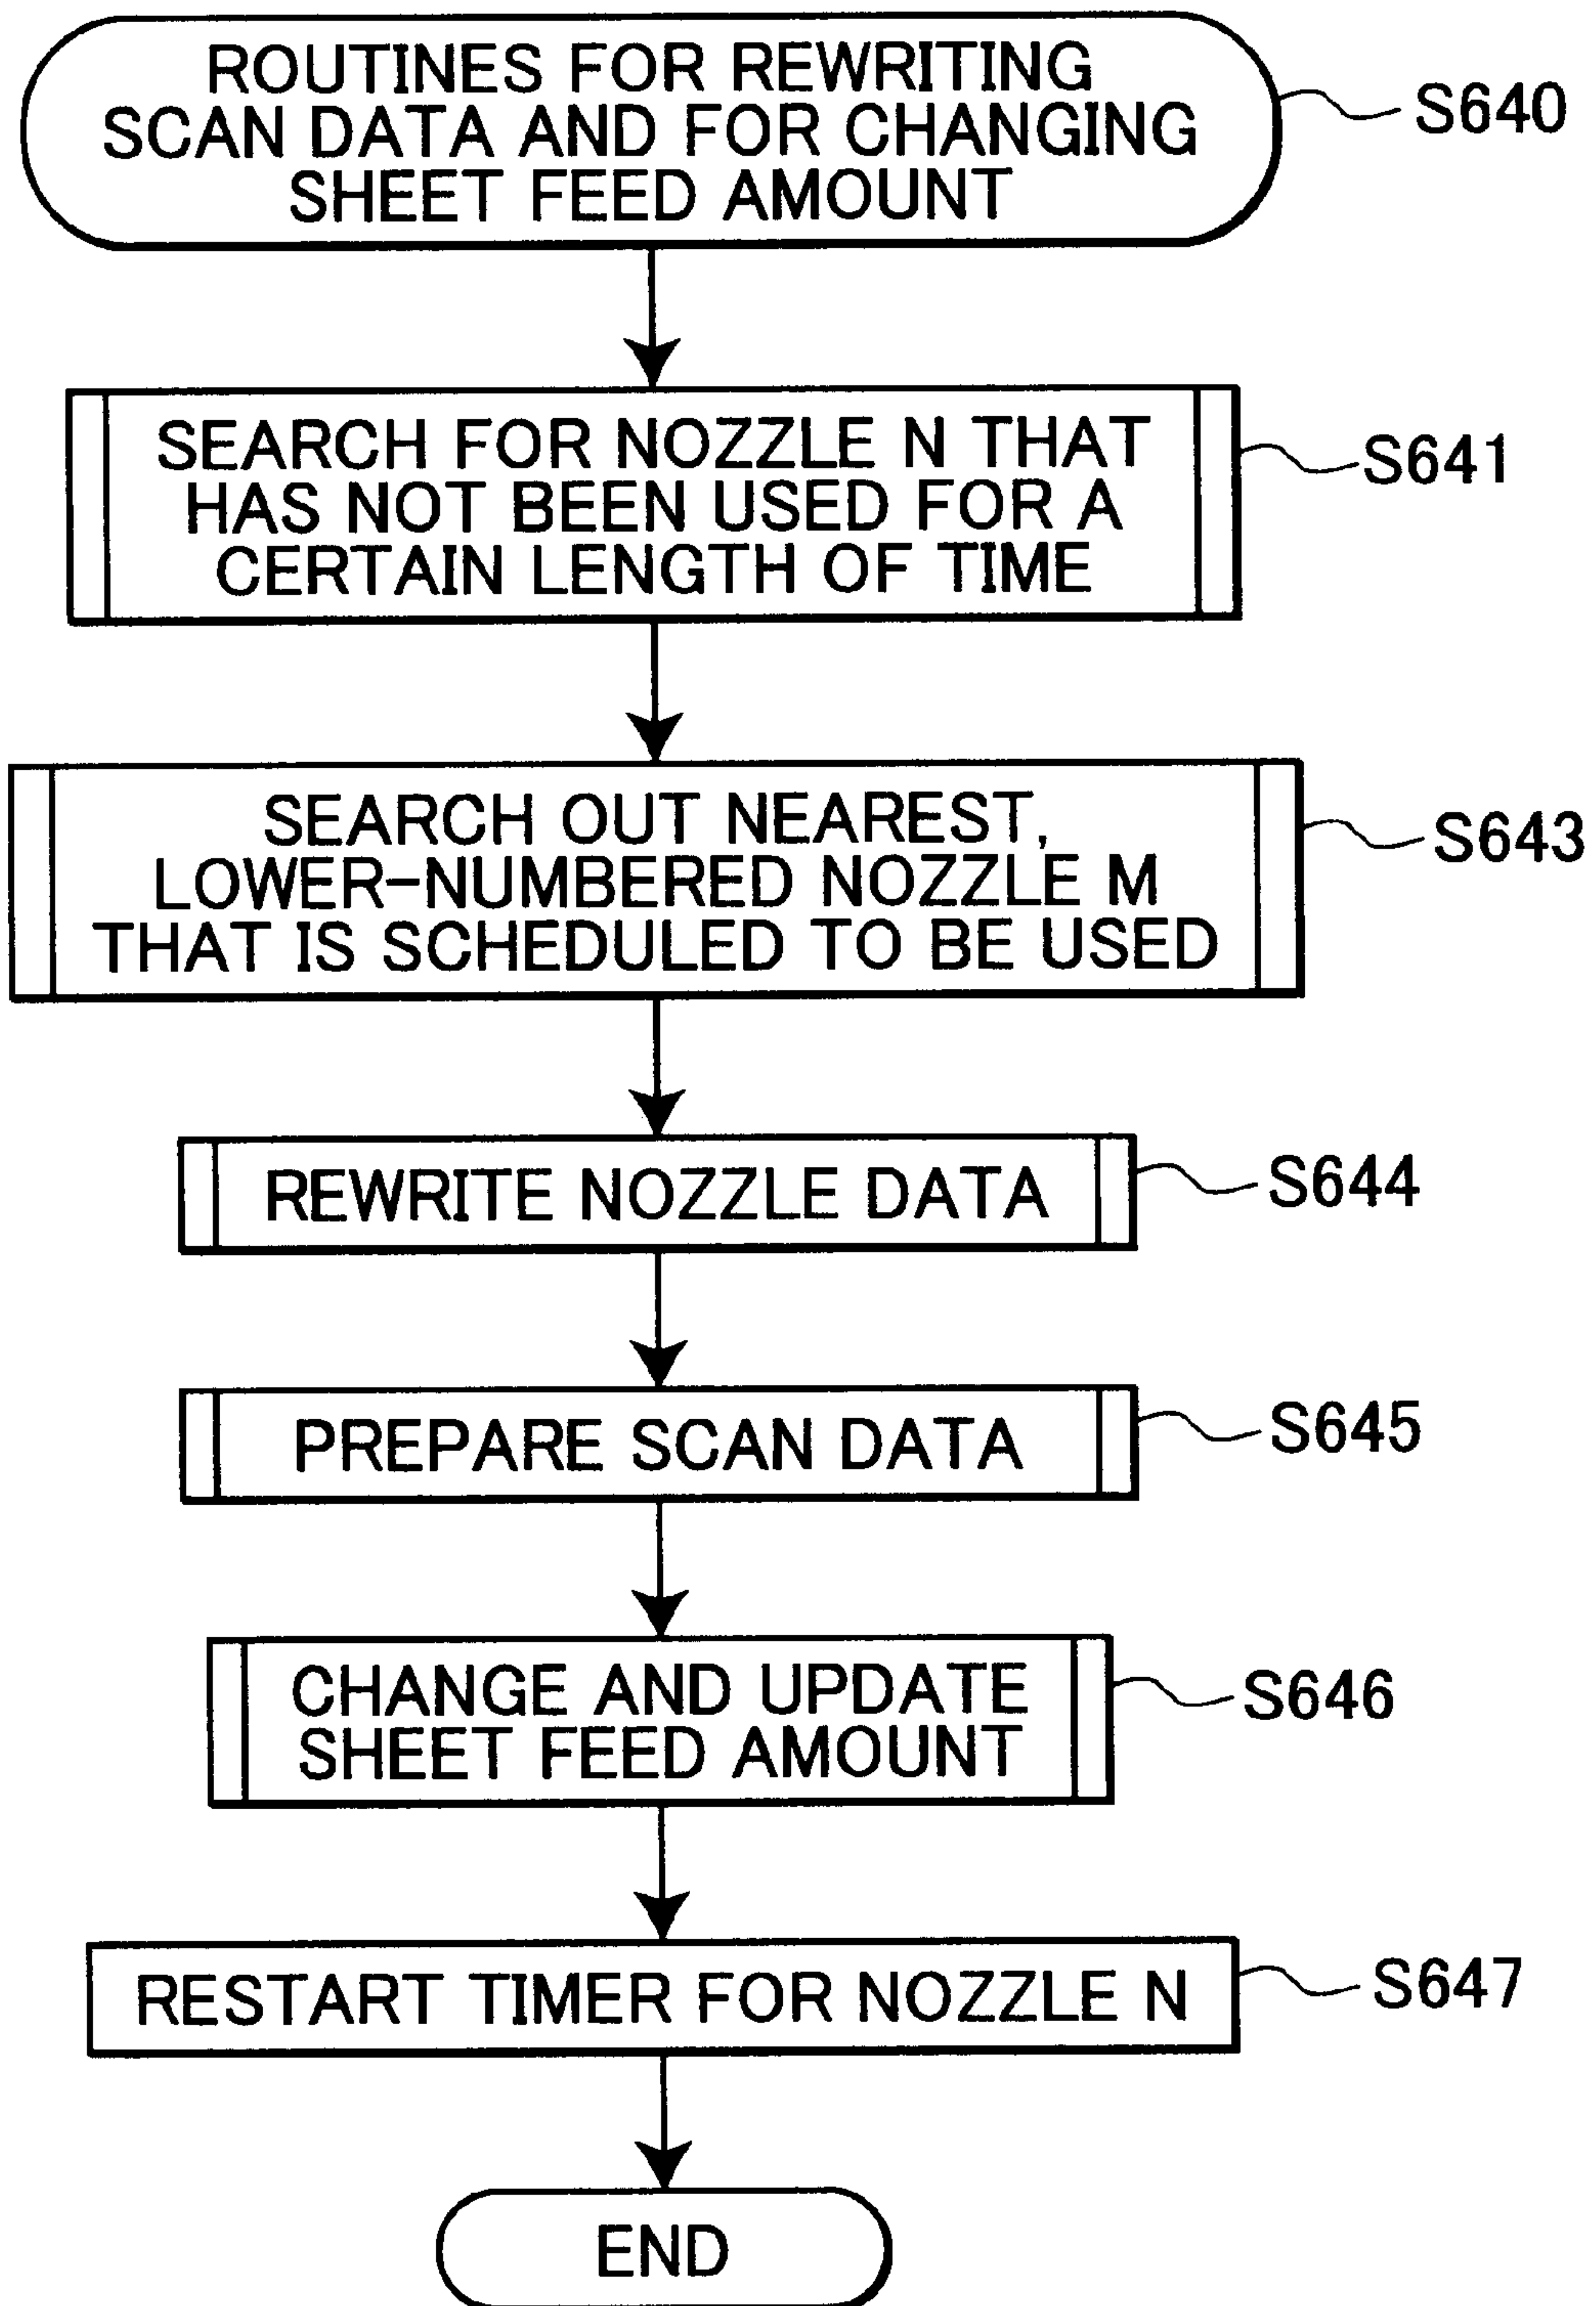 ROUTINES FOR REWRITING
SCAN DATA AND FOR CHANGING
SHEET FEED AMOUNT
S640
SEARCH FOR NOZZLE N THAT
HAS NOT BEEN USED FOR A
CERTAIN LENGTH OF TIME
S641
SEARCH OUT NEAREST,
LOWER-NUMBERED NOZZLE M
THAT IS SCHEDULED TO BE USED
S643
REWRITE NOZZLE DATA
S644
PREPARE SCAN DATA
S645
CHANGE AND UPDATE
SHEET FEED AMOUNT
S646
RESTART TIMER FOR NOZZLE N
S647
END